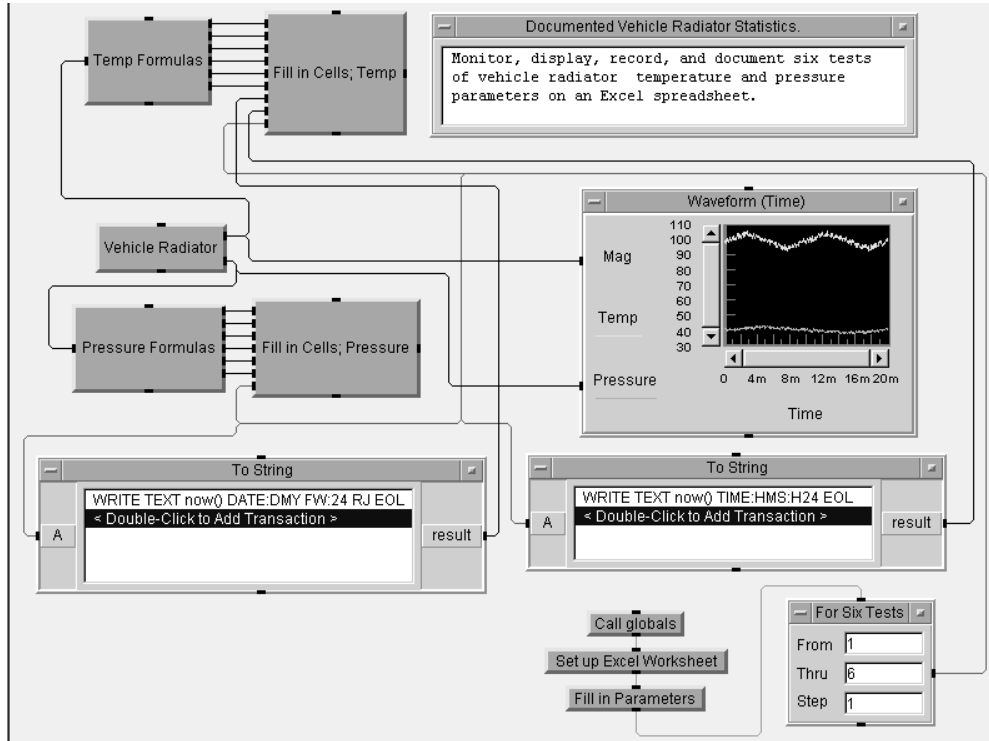 Temp Formulas
Fill in Cells; Temp
Documented Vehicle Radiator Statistics.
Monitor, display, record, and document six tests
of vehicle radiator  temperature and pressure
parameters on an Excel spreadsheet.
Vehicle Radiator
Pressure Formulas
Fill in Cells; Pressure
Waveform (Time)
Mag
Temp
Pressure
110
100
90
80
70
60
50
40
30
0 4m 8m 12m 16m 20m
Time
To String
WRITE TEXT now() DATE:DMY FW:24 RJ EOL
< Double-Click to Add Transaction >
A
result
To String
WRITE TEXT now() TIME:HMS:H24 EOL
< Double-Click to Add Transaction >
A
result
Call globals
Set up Excel Worksheet
Fill in Parameters
For Six Tests
From 1
Thru 6
Step 1